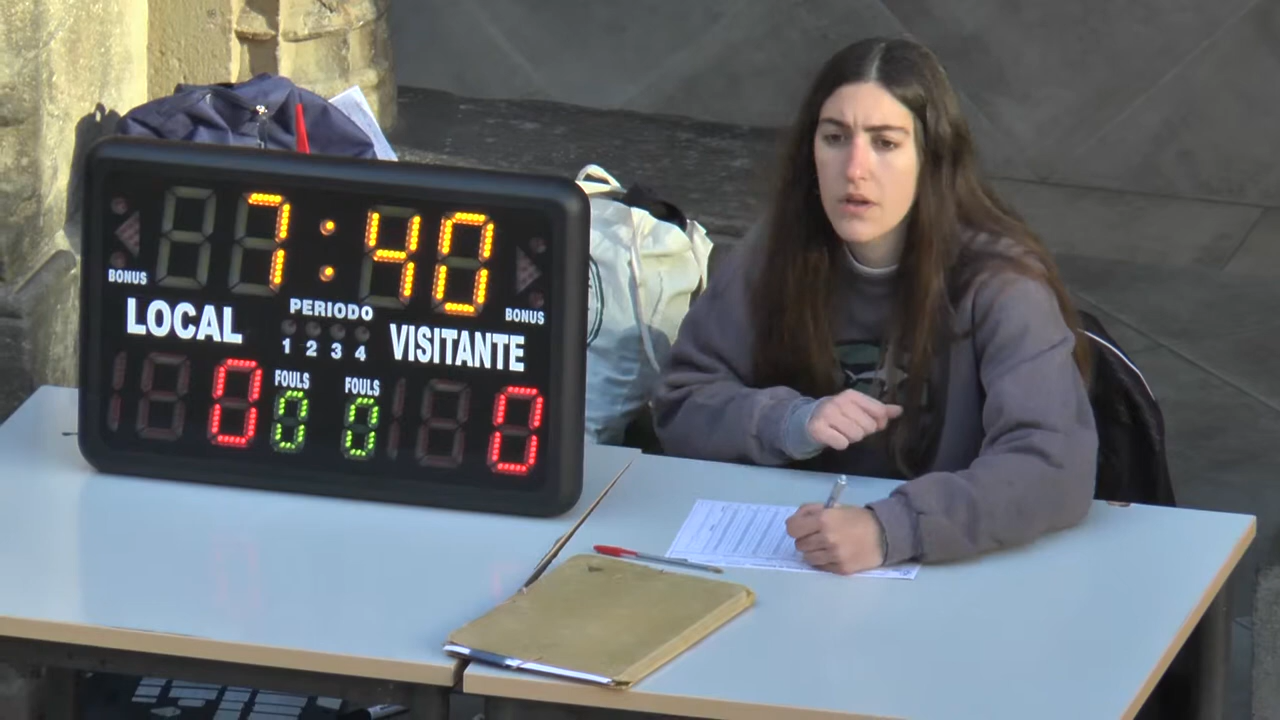 7:40
BONUS
BONUS
PERIODO
LOCAL
VISITANTE
1 2 3 4
FOULS
FOULS
0
0
0
0